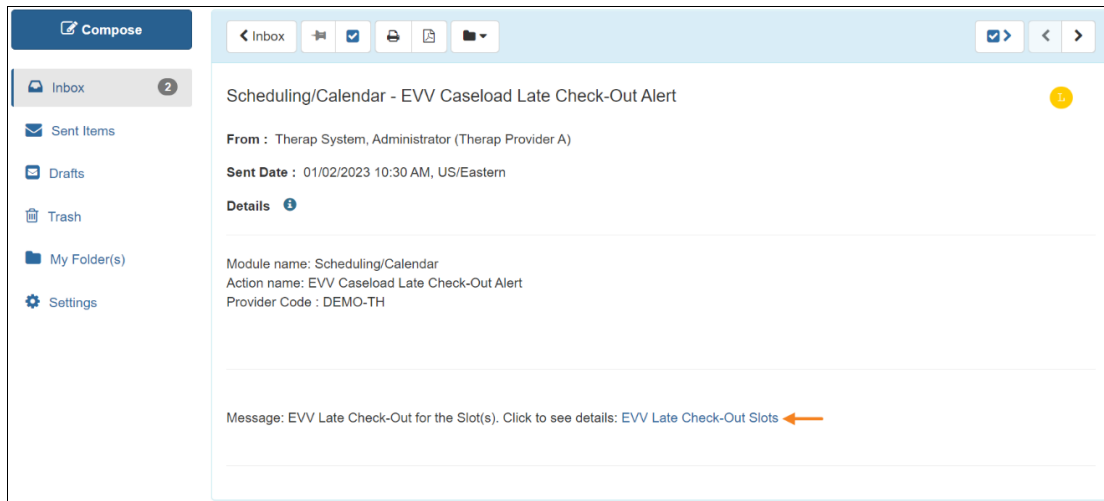 Compose
Inbox 2
Sent Items
Drafts
Trash
My Folder(s)
Settings
Inbox
Scheduling/Calendar - EVV Caseload Late Check-Out Alert
L
From : Therap System, Administrator (Therap Provider A)
Sent Date : 01/02/2023 10:30 AM, US/Eastern
Details
Module name: Scheduling/Calendar
Action name: EVV Caseload Late Check-Out Alert
Provider Code : DEMO-TH
Message: EVV Late Check-Out for the Slot(s). Click to see details: EVV Late Check-Out Slots